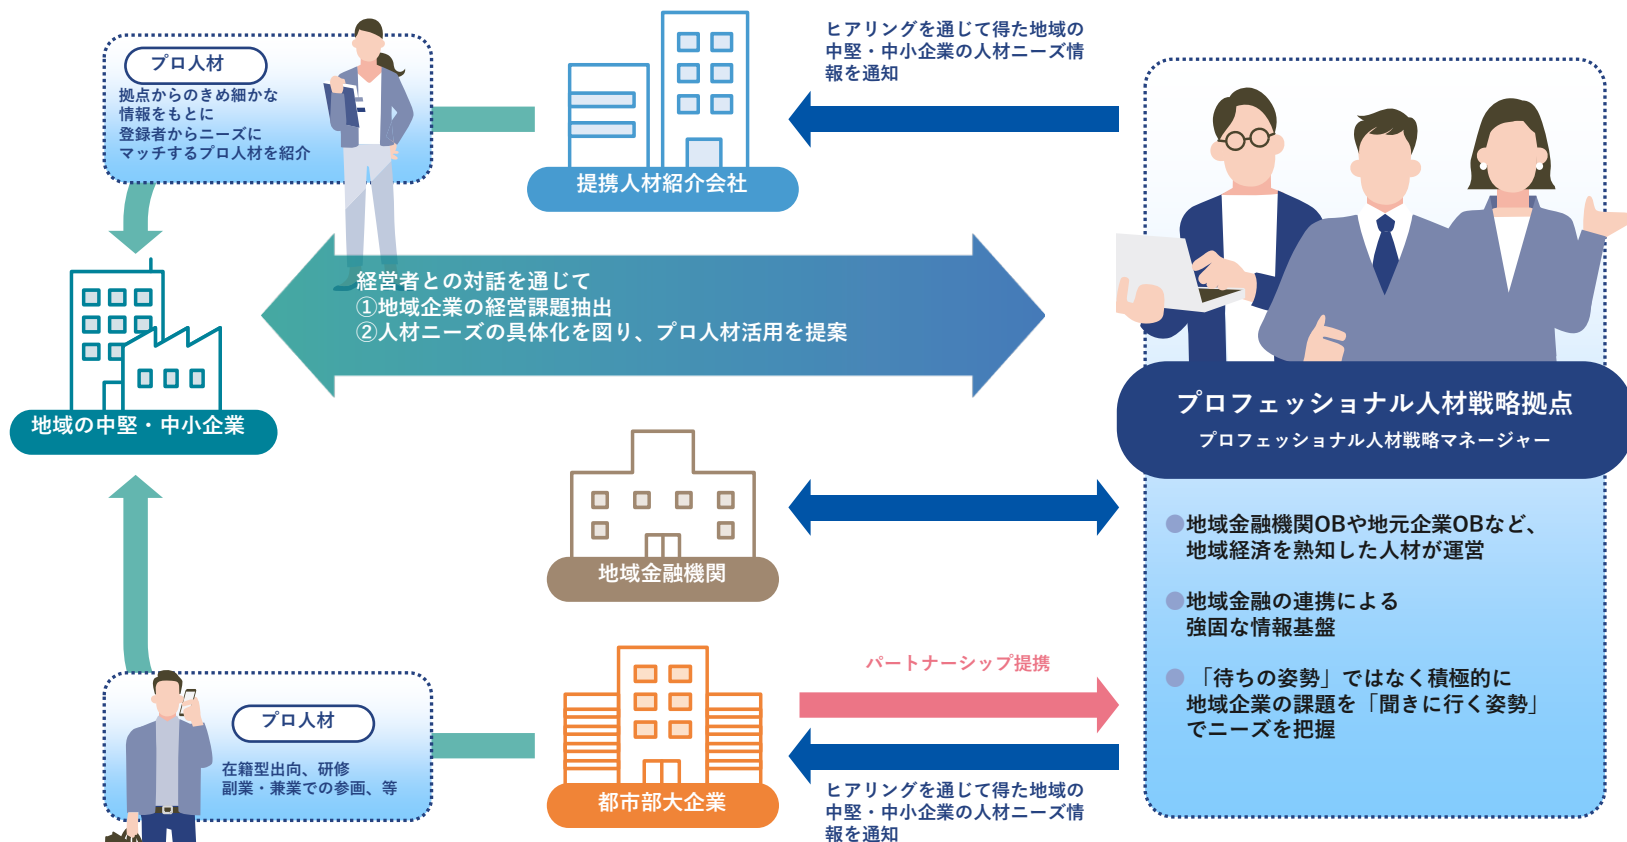 プロ人材
拠点からのきめ細かな
情報をもとに
登録者からニーズに
マッチするプロ人材を紹介
提携人材紹介会社
ヒアリングを通じて得た地域の
中堅・中小企業の人材ニーズ情
報を通知
経営者との対話を通じて
①地域企業の経営課題抽出
②人材ニーズの具体化を図り、プロ人材活用を提案
地域の中堅・中小企業
プロフェッショナル人材戦略拠点
プロフェッショナル人材戦略マネージャー
地域金融機関
●地域金融機関OBや地元企業OBなど、
地域経済を熟知した人材が運営
●地域金融の連携による
強固な情報基盤
●「待ちの姿勢」ではなく積極的に
地域企業の課題を「聞きに行く姿勢」
でニーズを把握
パートナーシップ提携
プロ人材
在籍型出向、研修
副業・兼業での参画、等
都市部大企業
ヒアリングを通じて得た地域の
中堅・中小企業の人材ニーズ情
報を通知